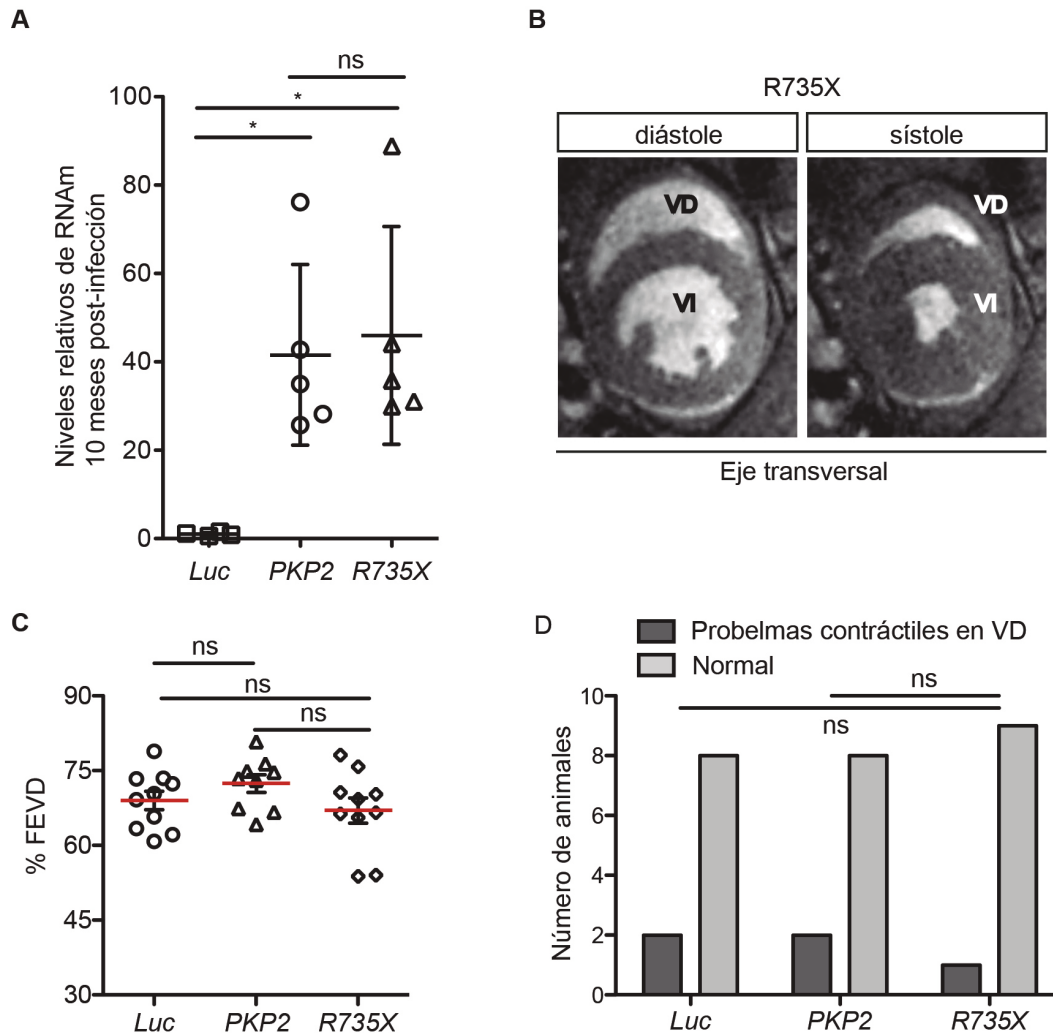 A
ns
*
*
100
80
60
40
20
0
Niveles relativos de RNAm
10 meses post-infección
Luc PKP2 R735X
B
R735X
diástole sístole
VD VD
VI VI
Eje transversal
C
ns
ns
ns
90
75
60
45
30
% FEVD
Luc PKP2 R735X
D
Probelmas contráctiles en VD
Normal
ns
ns
10
8
6
4
2
0
Número de animales
Luc PKP2 R735X